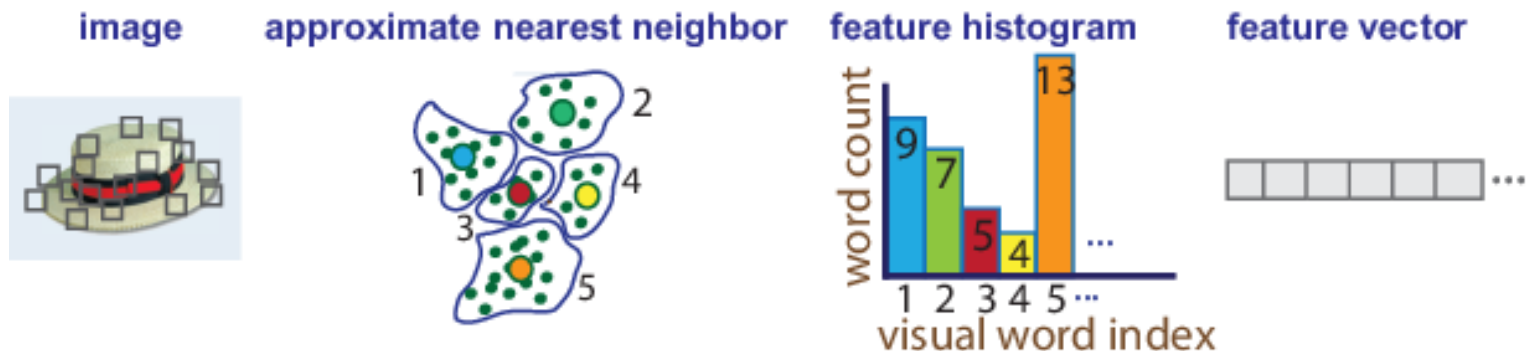 image
approximate nearest neighbor
feature histogram
feature vector
1
2
3
4
5
word count
9
7
5
4
13
...
1 2 3 4 5 ...
visual word index
...